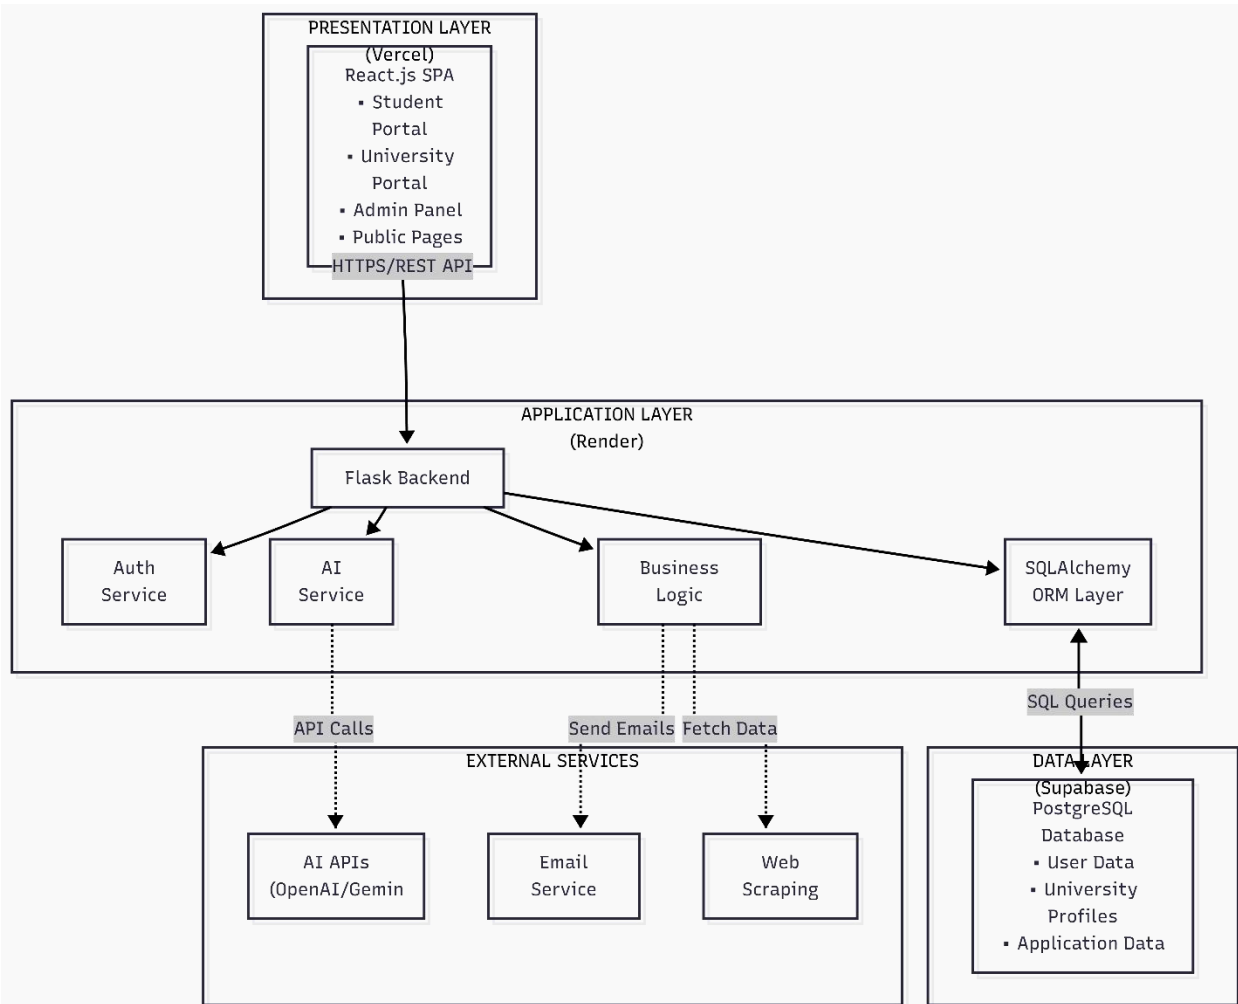 PRESENTATION LAYER
(Vercel)
React.js SPA
▪ Student
Portal
▪ University
Portal
▪ Admin Panel
▪ Public Pages
HTTPS/REST API
APPLICATION LAYER
(Render)
Flask Backend
Auth
Service
AI
Service
Business
Logic
SQLAlchemy
ORM Layer
SQL Queries
API Calls
Send Emails
Fetch Data
EXTERNAL SERVICES
AI APIs
(OpenAI/Gemin
Email
Service
Web
Scraping
DATA LAYER
(Supabase)
PostgreSQL
Database
▪ User Data
▪ University
Profiles
▪ Application Data